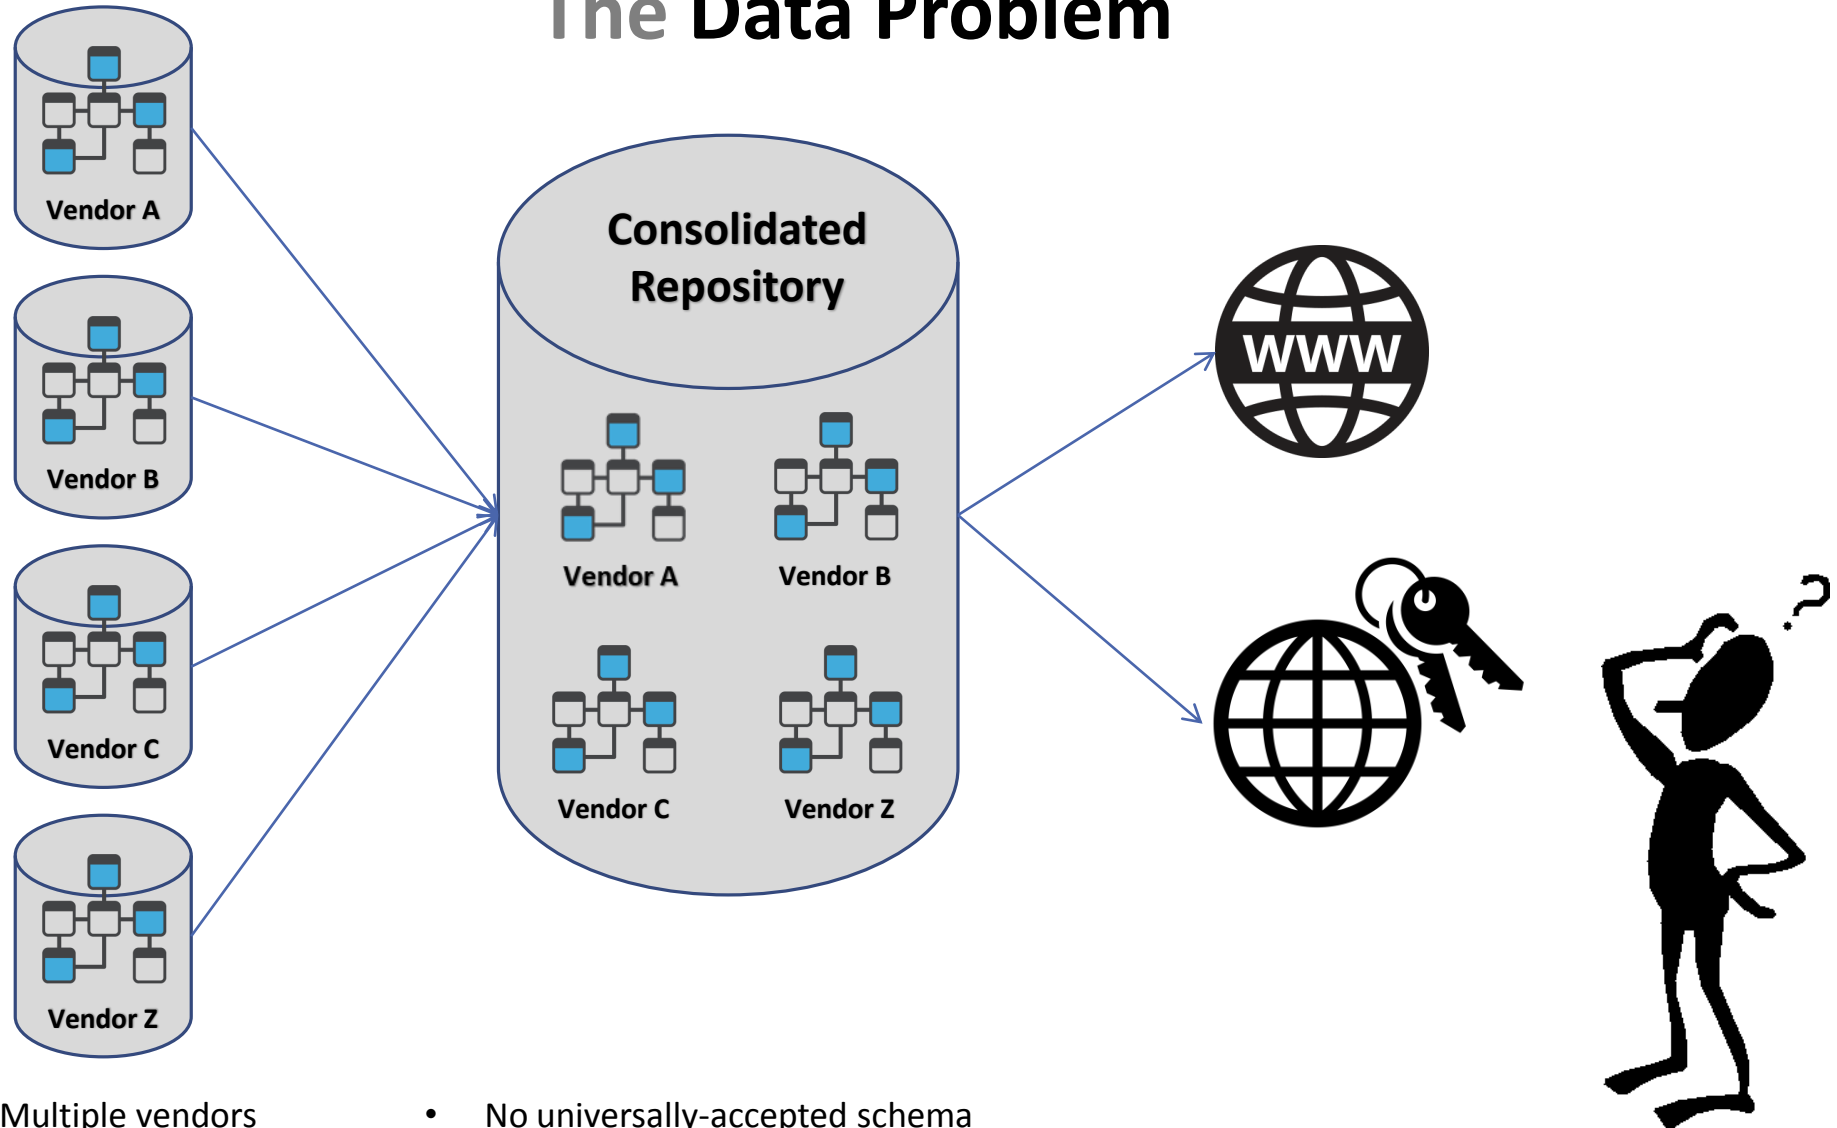 The Data Problem
Vendor A
Vendor B
Vendor C
Vendor Z
Consolidated
Repository
Vendor A
Vendor B
Vendor C
Vendor Z
WWW
?
Multiple vendors
• No universally-accepted schema